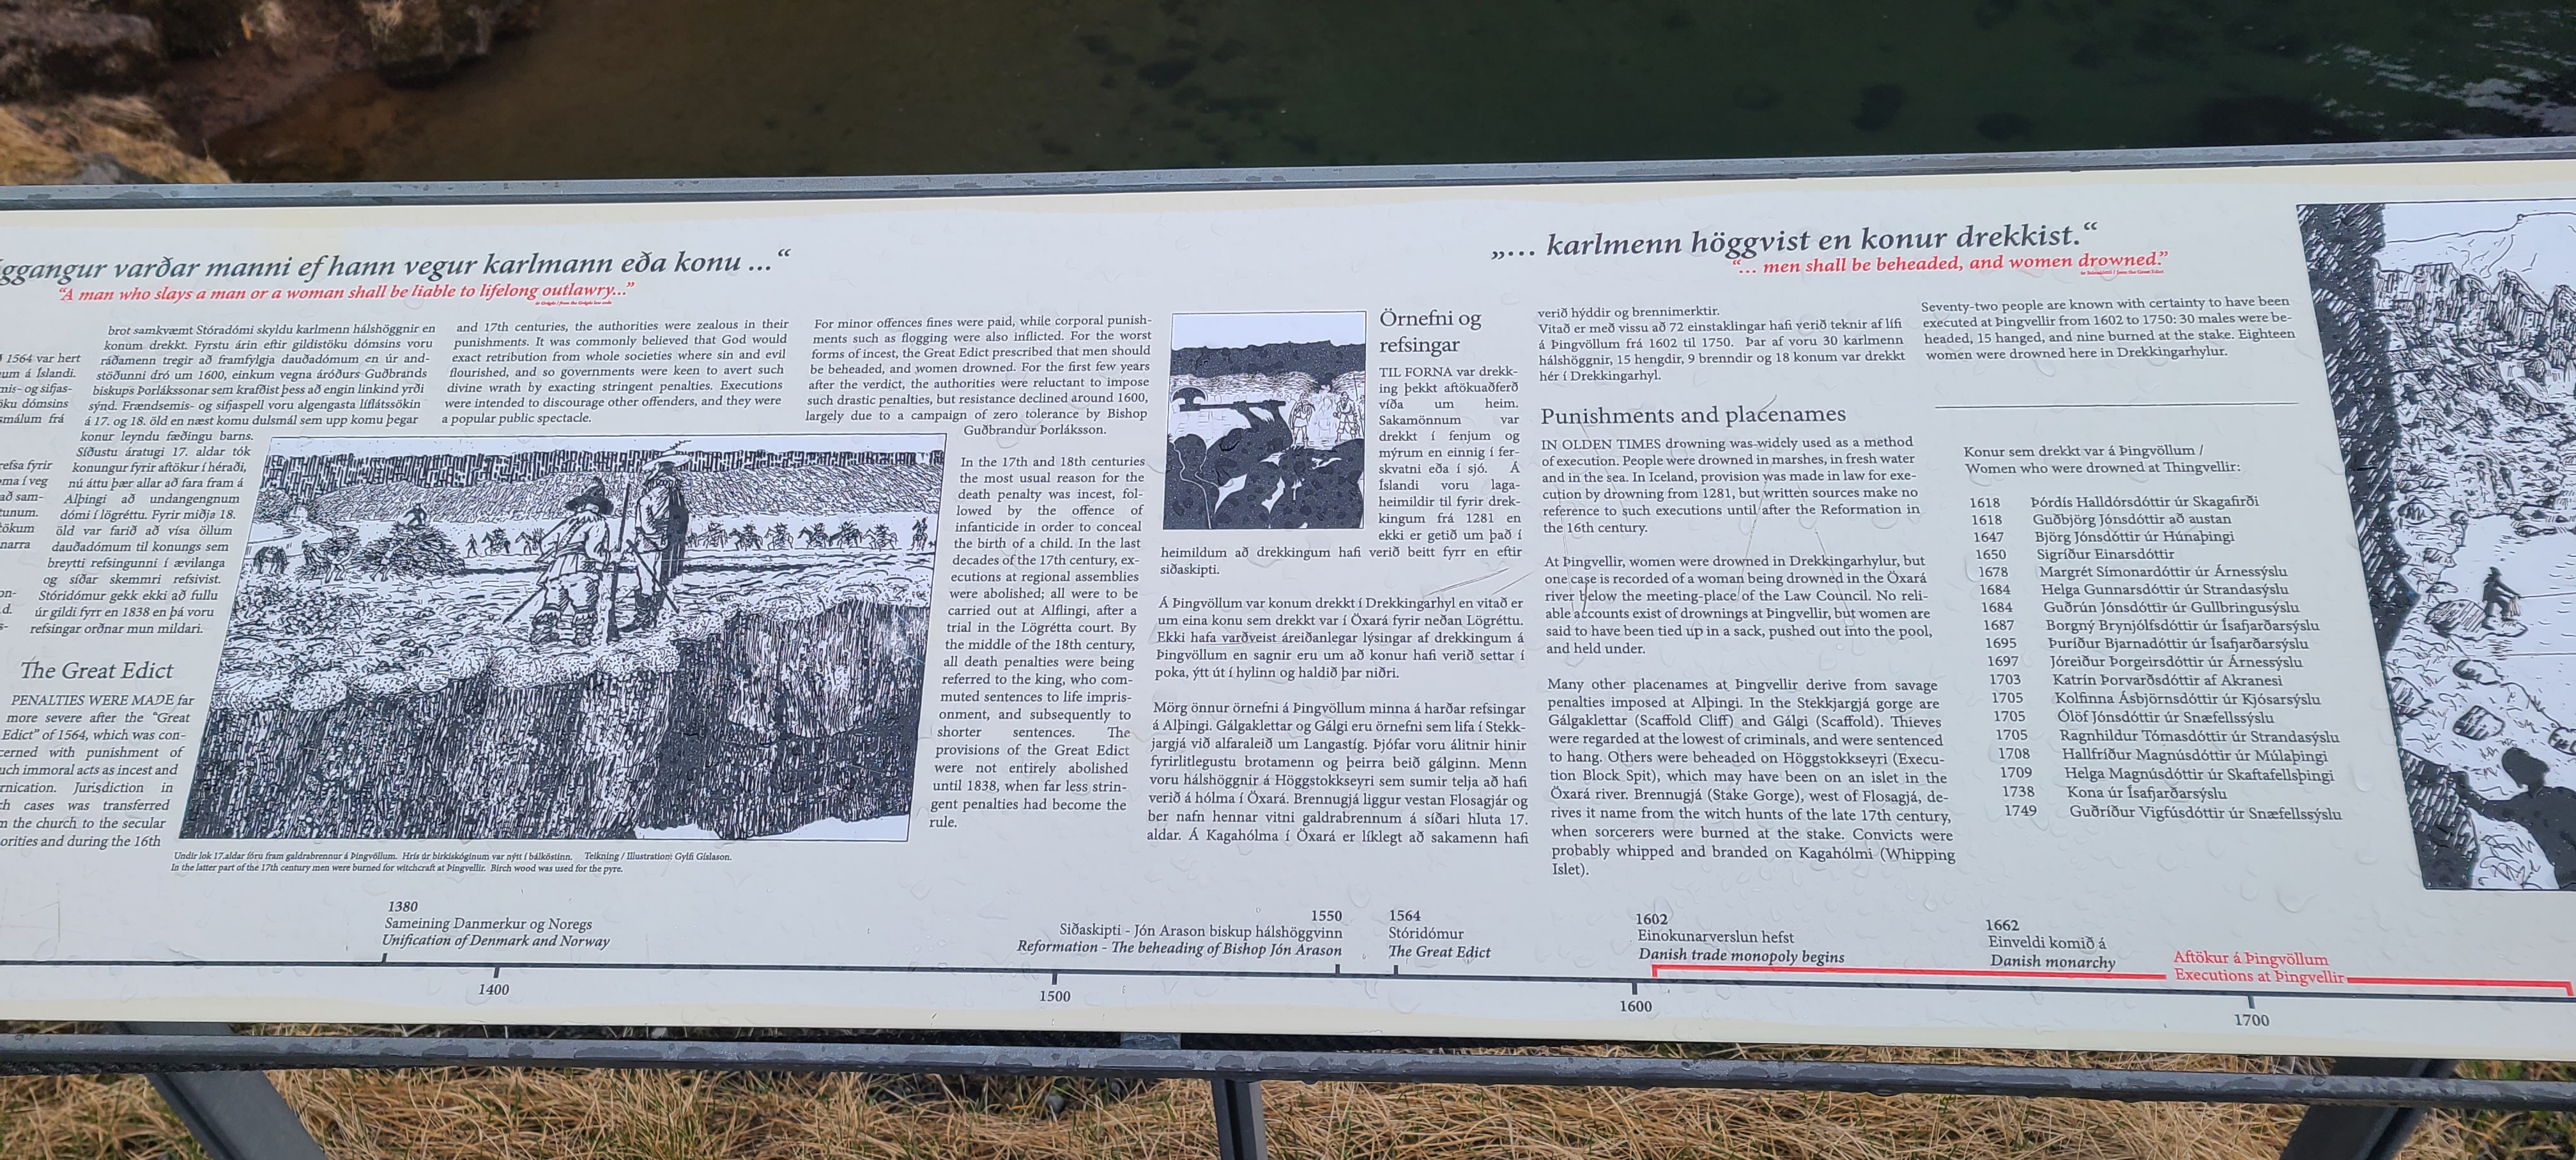 ggangur varðar manni ef hann vegur karlmann eða konu ...“
“A man who slays a man or a woman shall be liable to lifelong outlawry...”
1564 var hert
um á Íslandi.
mis- og sifjas-
öku dómsins
smálum frá
refsa fyrir
ma í veg
að sam-
tunum.
tökum
narra
on-
d.
s-
brot samkvæmt Stóradómi skyldu karlmenn hálshöggnir en
konum drekkt. Fyrstu árin eftir gildistöku dómsins voru
ráðamenn tregir að framfylgja dauðadómum en úr and-
stöðunni dró um 1600, einkum vegna áróðurs Guðbrands
biskups Þorlákssonar sem krafðist þess að engin linkind yrði
sýnd. Frændsemis- og sifjaspell voru algengasta líflátssökin
á 17. og 18. öld en næst komu dulsmál sem upp komu þegar
konur leyndu fæðingu barns.
Síðustu áratugi 17. aldar tók
konungur fyrir aftökur í héraði,
nú áttu þær allar að fara fram á
Alþingi að undangengnum
dómi í lögréttu. Fyrir miðja 18.
öld var farið að vísa öllum
dauðadómum til konungs sem
breytti refsingunni í ævilanga
og síðar skemmri refsivist.
Stóridómur gekk ekki að fullu
úr gildi fyrr en 1838 en þá voru
refsingar orðnar mun mildari.
The Great Edict
PENALTIES WERE MADE far
more severe after the “Great
Edict” of 1564, which was con-
cerned with punishment of
uch immoral acts as incest and
rnication. Jurisdiction in
ch cases was transferred
m the church to the secular
orities and during the 16th
and 17th centuries, the authorities were zealous in their
punishments. It was commonly believed that God would
exact retribution from whole societies where sin and evil
flourished, and so governments were keen to avert such
divine wrath by exacting stringent penalties. Executions
were intended to discourage other offenders, and they were
a popular public spectacle.
For minor offences fines were paid, while corporal punish-
ments such as flogging were also inflicted. For the worst
forms of incest, the Great Edict prescribed that men should
be beheaded, and women drowned. For the first few years
after the verdict, the authorities were reluctant to impose
such drastic penalties, but resistance declined around 1600,
largely due to a campaign of zero tolerance by Bishop
Guðbrandur Þorláksson.
In the 17th and 18th centuries
the most usual reason for the
death penalty was incest, fol-
lowed by the offence of
infanticide in order to conceal
the birth of a child. In the last
decades of the 17th century, ex-
ecutions at regional assemblies
were abolished; all were to be
carried out at Alflingi, after a
trial in the Lögrétta court. By
the middle of the 18th century,
all death penalties were being
referred to the king, who com-
muted sentences to life impris-
onment, and subsequently to
shorter sentences. The
provisions of the Great Edict
were not entirely abolished
until 1838, when far less strin-
gent penalties had become the
rule.
Undir lok 17.aldar fóru fram galdrabrennur á Þingvöllum. Hrís úr birkiskóginum var nýtt í bálköstinn. Teikning / Illustration: Gylfi Gíslason.
In the latter part of the 17th century men were burned for witchcraft at Þingvellir. Birch wood was used for the pyre.
„... karlmenn höggvist en konur drekkist.“
“... men shall be beheaded, and women drowned.”
Örnefni og
refsingar
TIL FORNA var drekk-
ing þekkt aftökuaðferð
víða um heim.
Sakamönnum var
drekkt í fenjum og
mýrum en einnig í fer-
skvatni eða í sjó. Á
Íslandi voru laga-
heimildir til fyrir drek-
kingum frá 1281 en
ekki er getið um það í
heimildum að drekkingum hafi verið beitt fyrr en eftir
siðaskipti.
Á Þingvöllum var konum drekkt í Drekkingarhyl en vitað er
um eina konu sem drekkt var í Öxará fyrir neðan Lögréttu.
Ekki hafa varðveist áreiðanlegar lýsingar af drekkingum á
Þingvöllum en sagnir eru um að konur hafi verið settar í
poka, ýtt út í hylinn og haldið þar niðri.
Mörg önnur örnefni á Þingvöllum minna á harðar refsingar
á Alþingi. Gálgaklettar og Gálgi eru örnefni sem lifa í Stekk-
jargjá við alfaraleið um Langastíg. Þjófar voru álitnir hinir
fyrirlitlegustu brotamenn og þeirra beið gálginn. Menn
voru hálshöggnir á Höggstokkseyri sem sumir telja að hafi
verið á hólma í Öxará. Brennugjá liggur vestan Flosagjár og
ber nafn hennar vitni galdrabrennum á síðari hluta 17.
aldar. Á Kagahólma í Öxará er líklegt að sakamenn hafi
verið hýddir og brennimerktir.
Vitað er með vissu að 72 einstaklingar hafi verið teknir af lífi
á Þingvöllum frá 1602 til 1750. Þar af voru 30 karlmenn
hálshöggnir, 15 hengdir, 9 brenndir og 18 konum var drekkt
hér í Drekkingarhyl.
Punishments and placenames
IN OLDEN TIMES drowning was widely used as a method
of execution. People were drowned in marshes, in fresh water
and in the sea. In Iceland, provision was made in law for exe-
cution by drowning from 1281, but written sources make no
reference to such executions until after the Reformation in
the 16th century.
At Þingvellir, women were drowned in Drekkingarhylur, but
one case is recorded of a woman being drowned in the Öxará
river below the meeting-place of the Law Council. No reli-
able accounts exist of drownings at Þingvellir, but women are
said to have been tied up in a sack, pushed out into the pool,
and held under.
Many other placenames at Þingvellir derive from savage
penalties imposed at Alþingi. In the Stekkjargjá gorge are
Gálgaklettar (Scaffold Cliff) and Gálgi (Scaffold). Thieves
were regarded at the lowest of criminals, and were sentenced
to hang. Others were beheaded on Höggstokkseyri (Execu-
tion Block Spit), which may have been on an islet in the
Öxará river. Brennugjá (Stake Gorge), west of Flosagjá, de-
rives it name from the witch hunts of the late 17th century,
when sorcerers were burned at the stake. Convicts were
probably whipped and branded on Kagahólmi (Whipping
Islet).
Seventy-two people are known with certainty to have been
executed at Þingvellir from 1602 to 1750: 30 males were be-
headed, 15 hanged, and nine burned at the stake. Eighteen
women were drowned here in Drekkingarhylur.
Konur sem drekkt var á Þingvöllum /
Women who were drowned at Thingvellir:
1618 Þórdís Halldórsdóttir úr Skagafirði
1618 Guðbjörg Jónsdóttir að austan
1647 Björg Jónsdóttir úr Húnaþingi
1650 Sigríður Einarsdóttir
1678 Margrét Símonardóttir úr Árnessýslu
1684 Helga Gunnarsdóttir úr Strandasýslu
1684 Guðrún Jónsdóttir úr Gullbringusýslu
1687 Borgný Brynjólfsdóttir úr Ísafjarðarsýslu
1695 Þuríður Bjarnadóttir úr Ísafjarðarsýslu
1697 Jóreiður Þorgeirsdóttir úr Árnessýslu
1703 Katrín Þorvarðsdóttir af Akranesi
1705 Kolfinna Ásbjörnsdóttir úr Kjósarsýslu
1705 Ólöf Jónsdóttir úr Snæfellssýslu
1705 Ragnhildur Tómasdóttir úr Strandasýslu
1708 Hallfríður Magnúsdóttir úr Múlaþingi
1709 Helga Magnúsdóttir úr Skaftafellsþingi
1738 Kona úr Ísafjarðarsýslu
1749 Guðríður Vigfúsdóttir úr Snæfellssýslu
1380
Sameining Danmerkur og Noregs
Unification of Denmark and Norway
1550
Siðaskipti - Jón Arason biskup hálshöggvinn
Reformation - The beheading of Bishop Jón Arason
1564
Stóridómur
The Great Edict
1602
Einokunarverslun hefst
Danish trade monopoly begins
1662
Einveldi komið á
Danish monarchy
Aftökur á Þingvöllum
Executions at Þingvellir
1400
1500
1600
1700